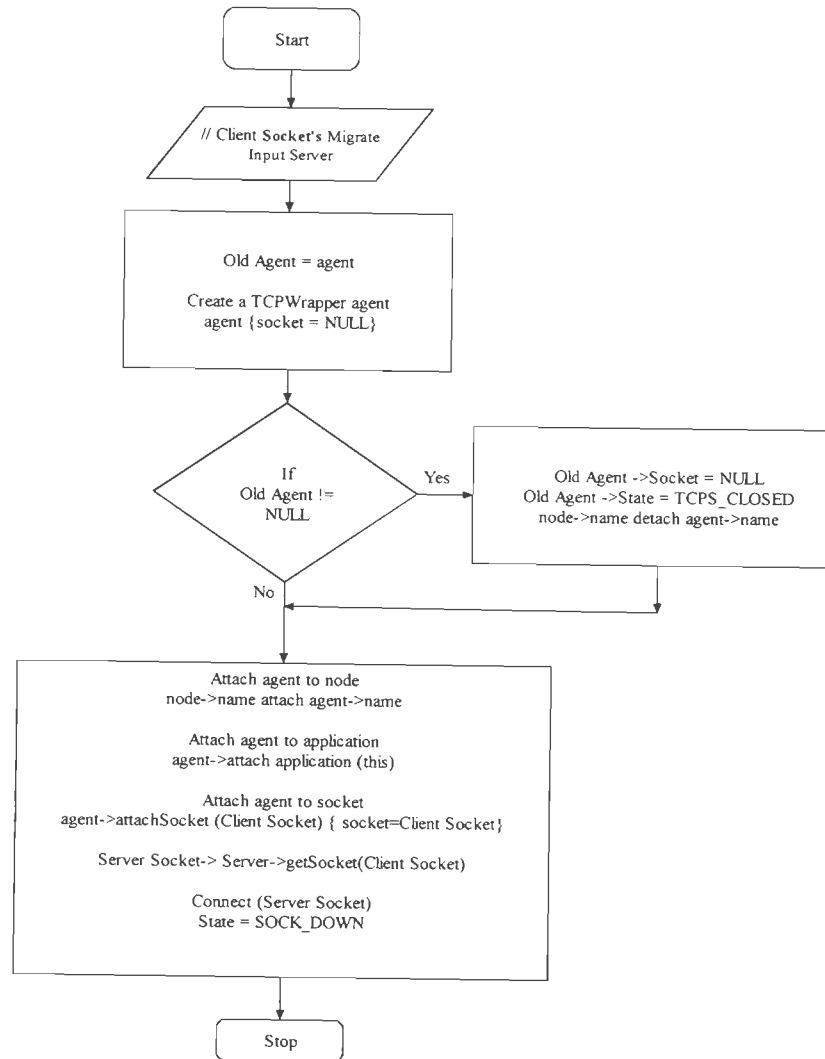 Start
// Client Socket's Migrate
Input Server
Old Agent = agent
Create a TCPWrapper agent
agent {socket = NULL}
If
Old Agent !=
NULL
Yes
Old Agent ->Socket = NULL
Old Agent ->State = TCPS_CLOSED
node->name detach agent->name
No
Attach agent to node
node->name attach agent->name
Attach agent to application
agent->attach application (this)
Attach agent to socket
agent->attachSocket (Client Socket) { socket=Client Socket}
Server Socket-> Server->getSocket(Client Socket)
Connect (Server Socket)
State = SOCK_DOWN
Stop